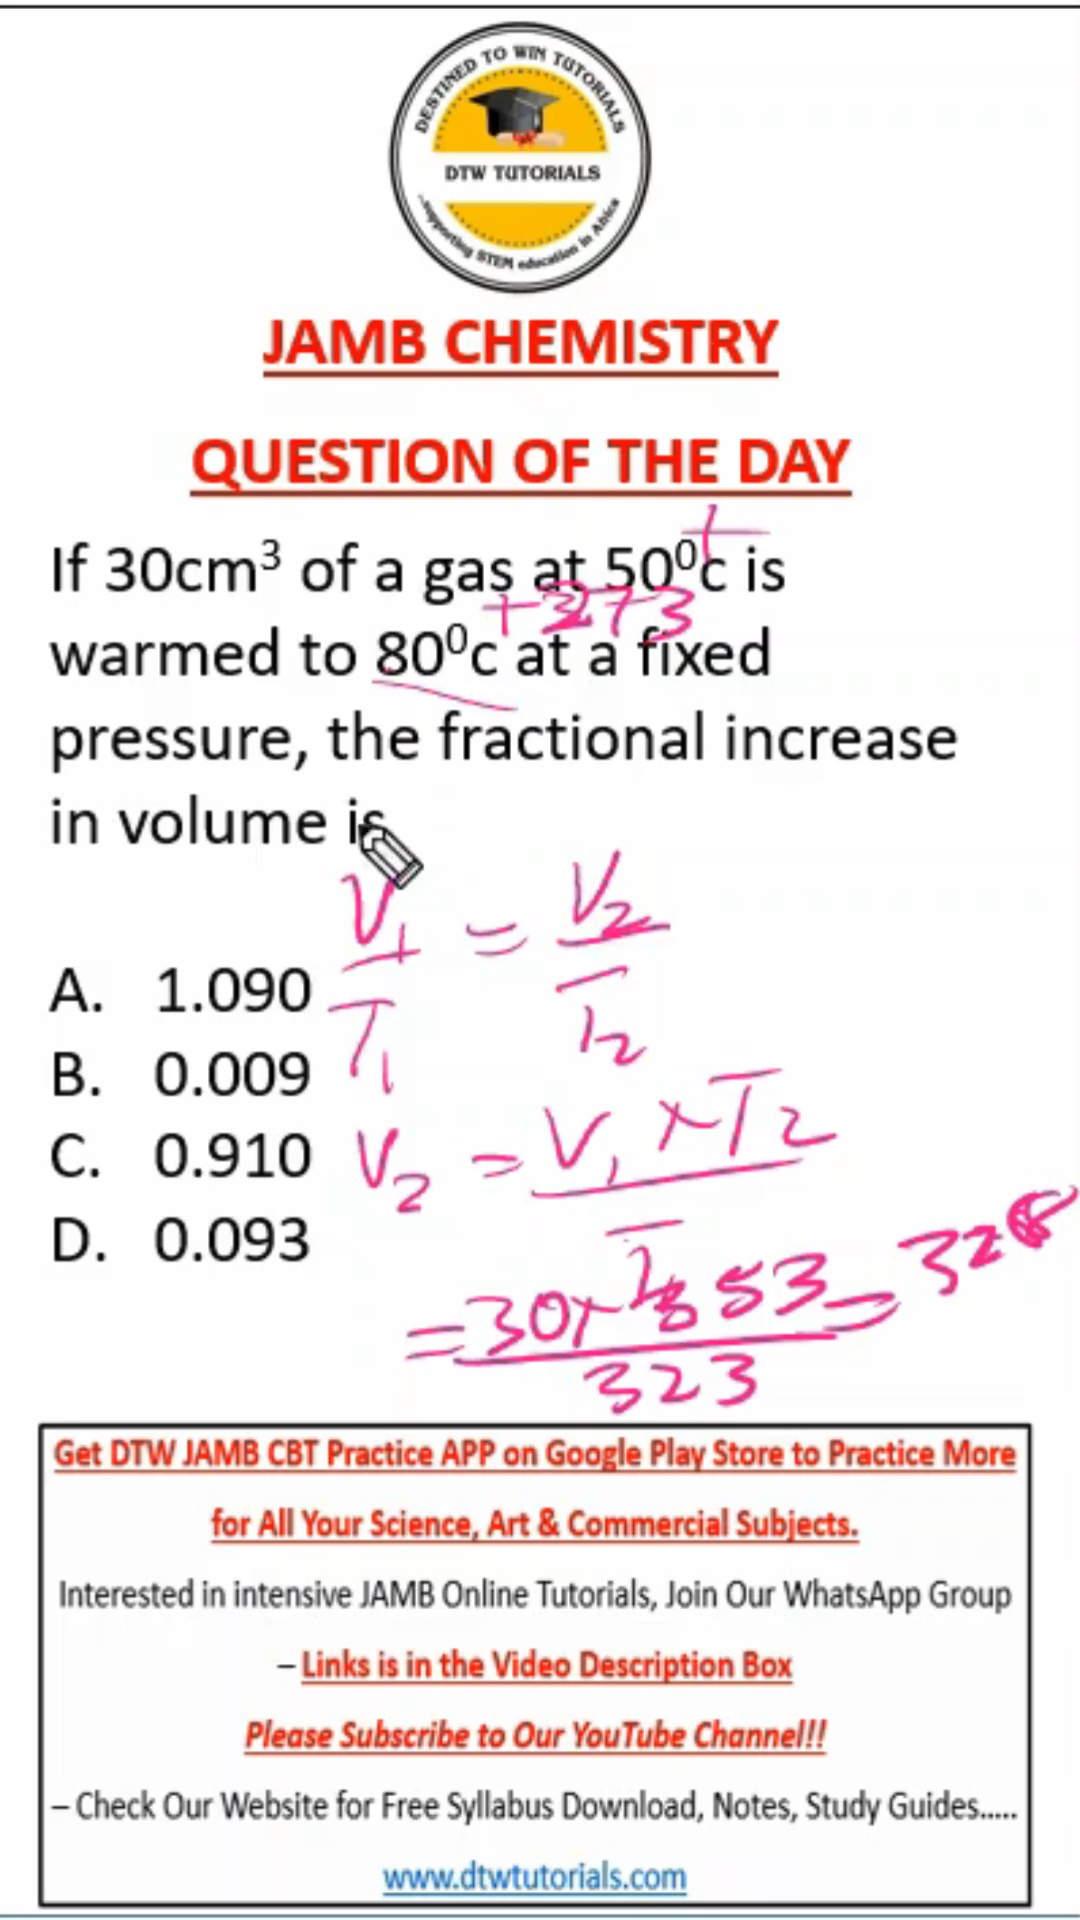 DESTINED TO WIN TUTORIALS
DTW TUTORIALS
...supporting STEM education in Africa
JAMB CHEMISTRY
QUESTION OF THE DAY
If 30cm³ of a gas at 50⁰c is
+273
warmed to 80⁰c at a fixed
pressure, the fractional increase
in volume is
V1/T1 = V2/T2
A. 1.090
B. 0.009
V2 = V1 × T2
C. 0.910
D. 0.093
= 30× 353 = 328
323
Get DTW JAMB CBT Practice APP on Google Play Store to Practice More
for All Your Science, Art & Commercial Subjects.
Interested in intensive JAMB Online Tutorials, Join Our WhatsApp Group
– Links is in the Video Description Box
Please Subscribe to Our YouTube Channel!!
– Check Our Website for Free Syllabus Download, Notes, Study Guides.....
www.dtwtutorials.com